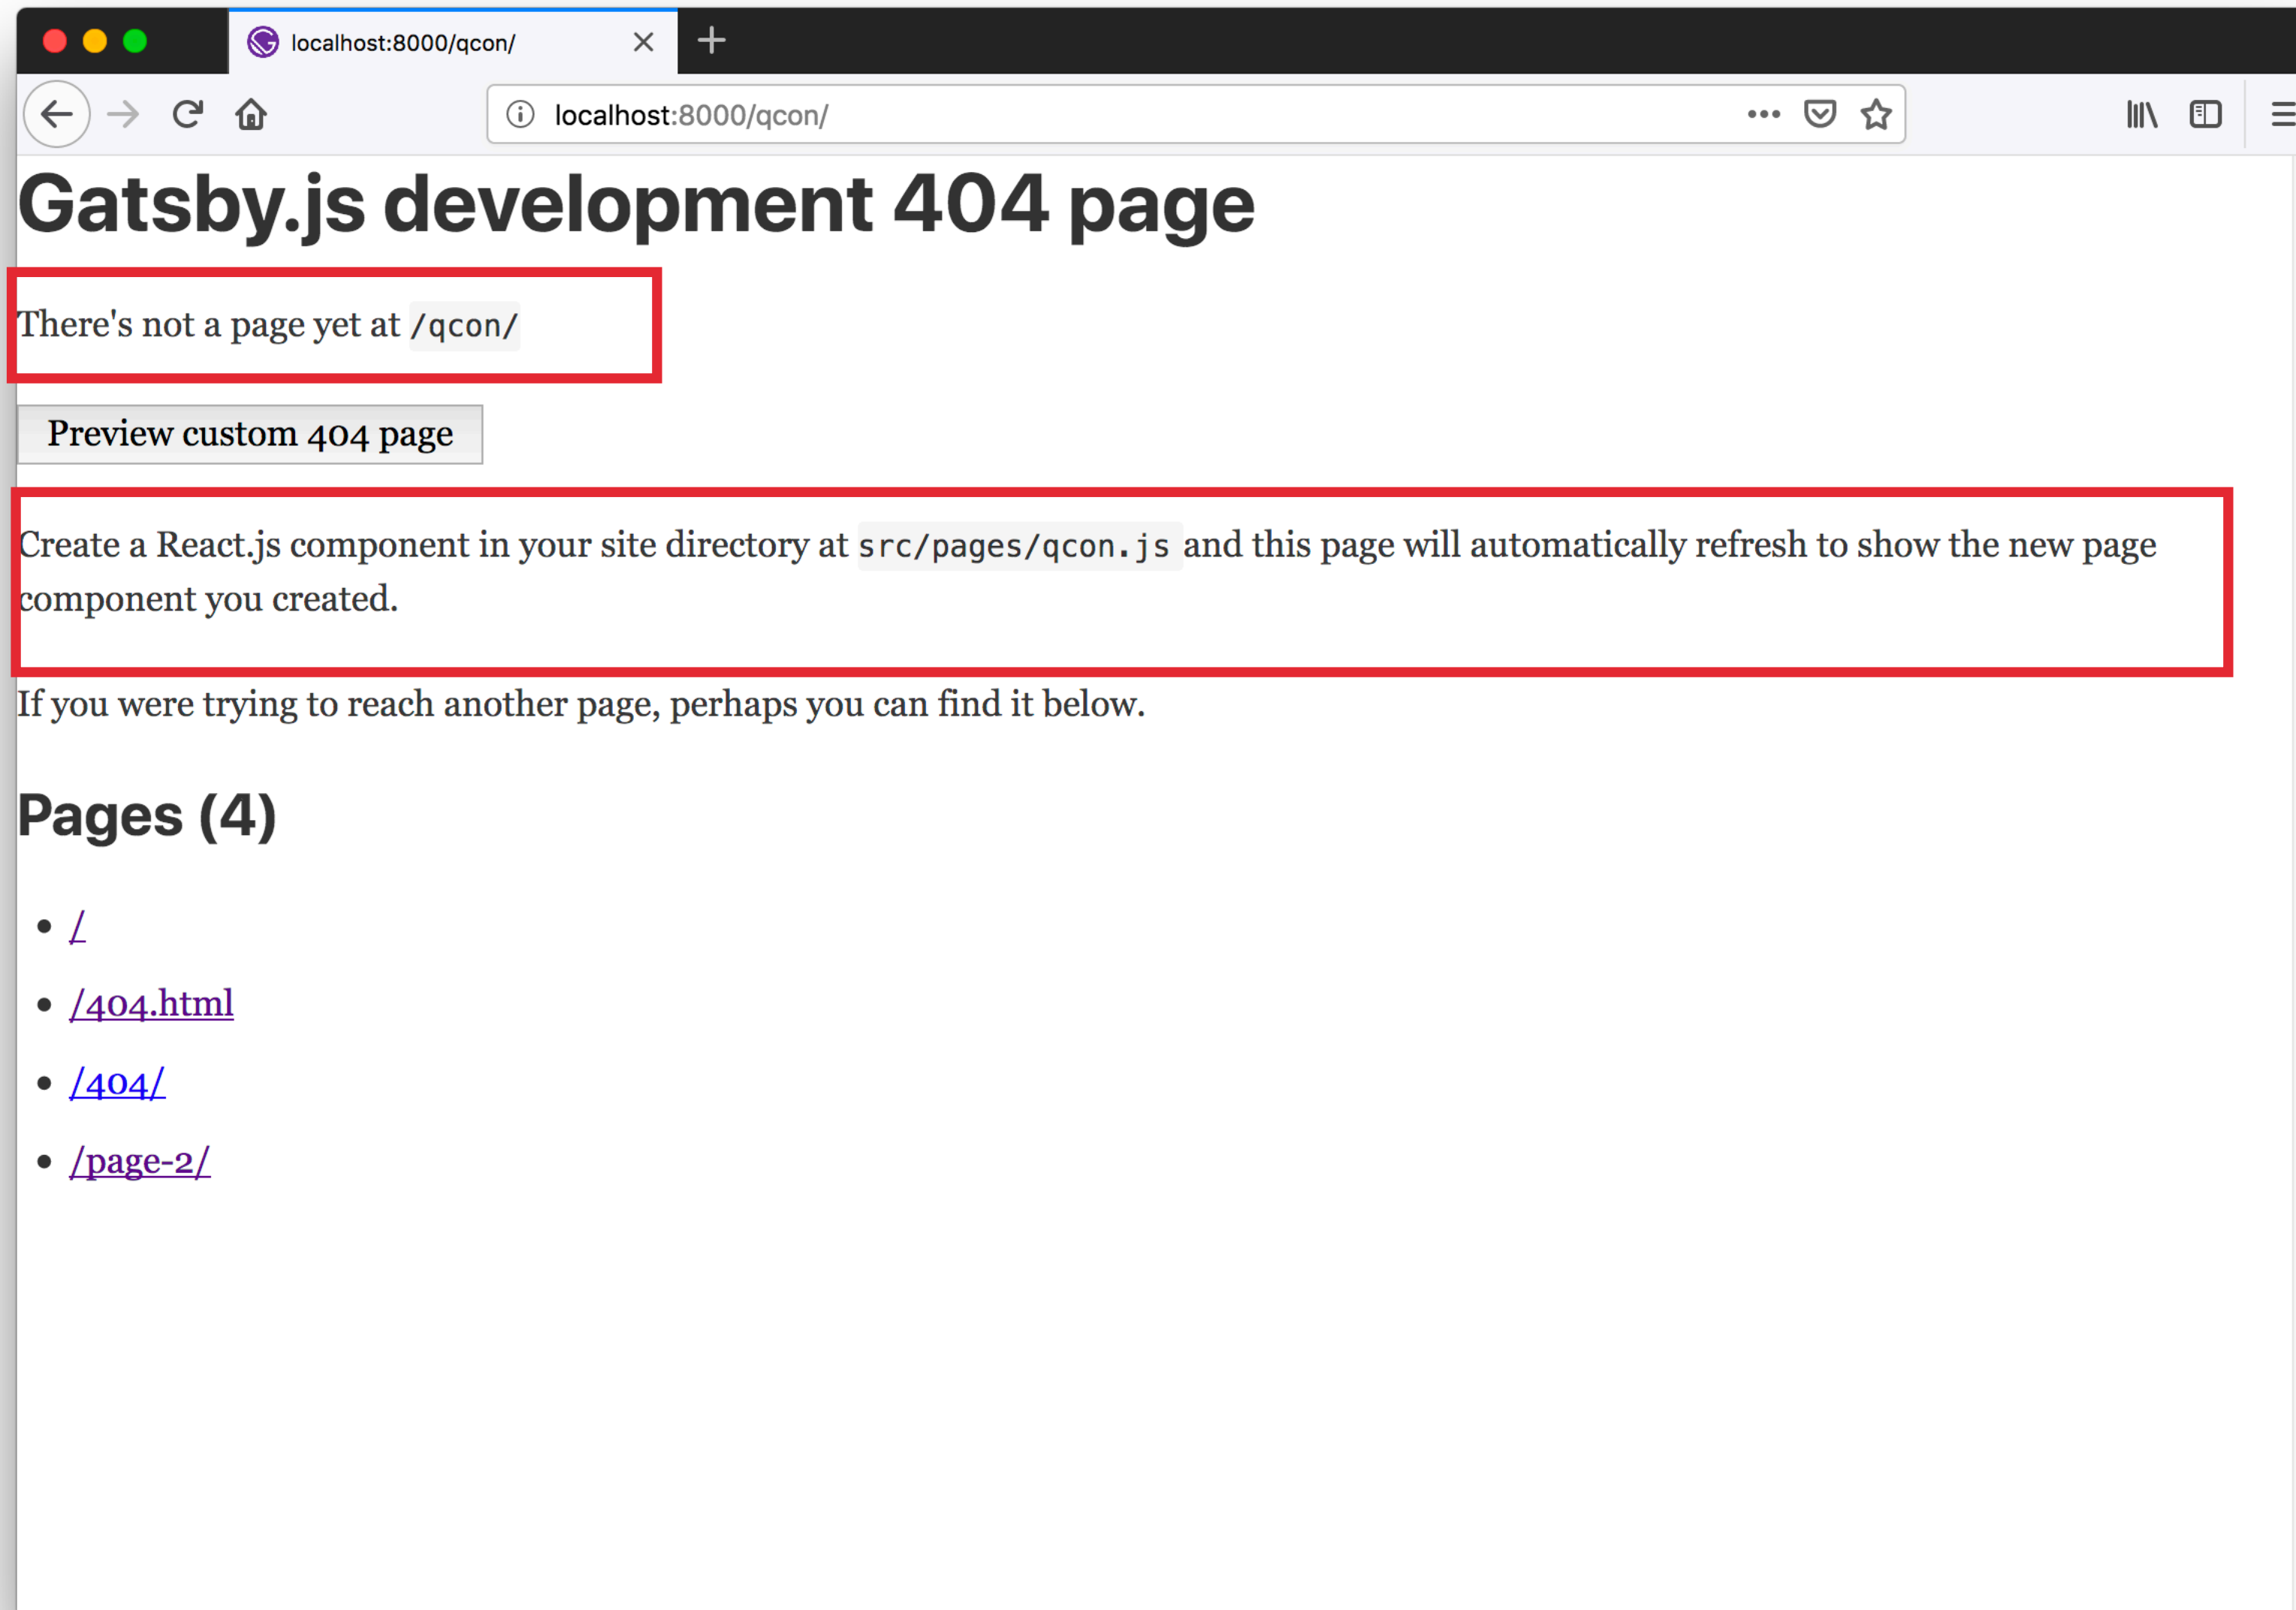 localhost:8000/qcon/
localhost:8000/qcon/
Gatsby.js development 404 page
There's not a page yet at /qcon/
Preview custom 404 page
Create a React.js component in your site directory at src/pages/qcon.js and this page will automatically refresh to show the new page
component you created.
If you were trying to reach another page, perhaps you can find it below.
Pages (4)
/
/404.html
/404/
/page-2/